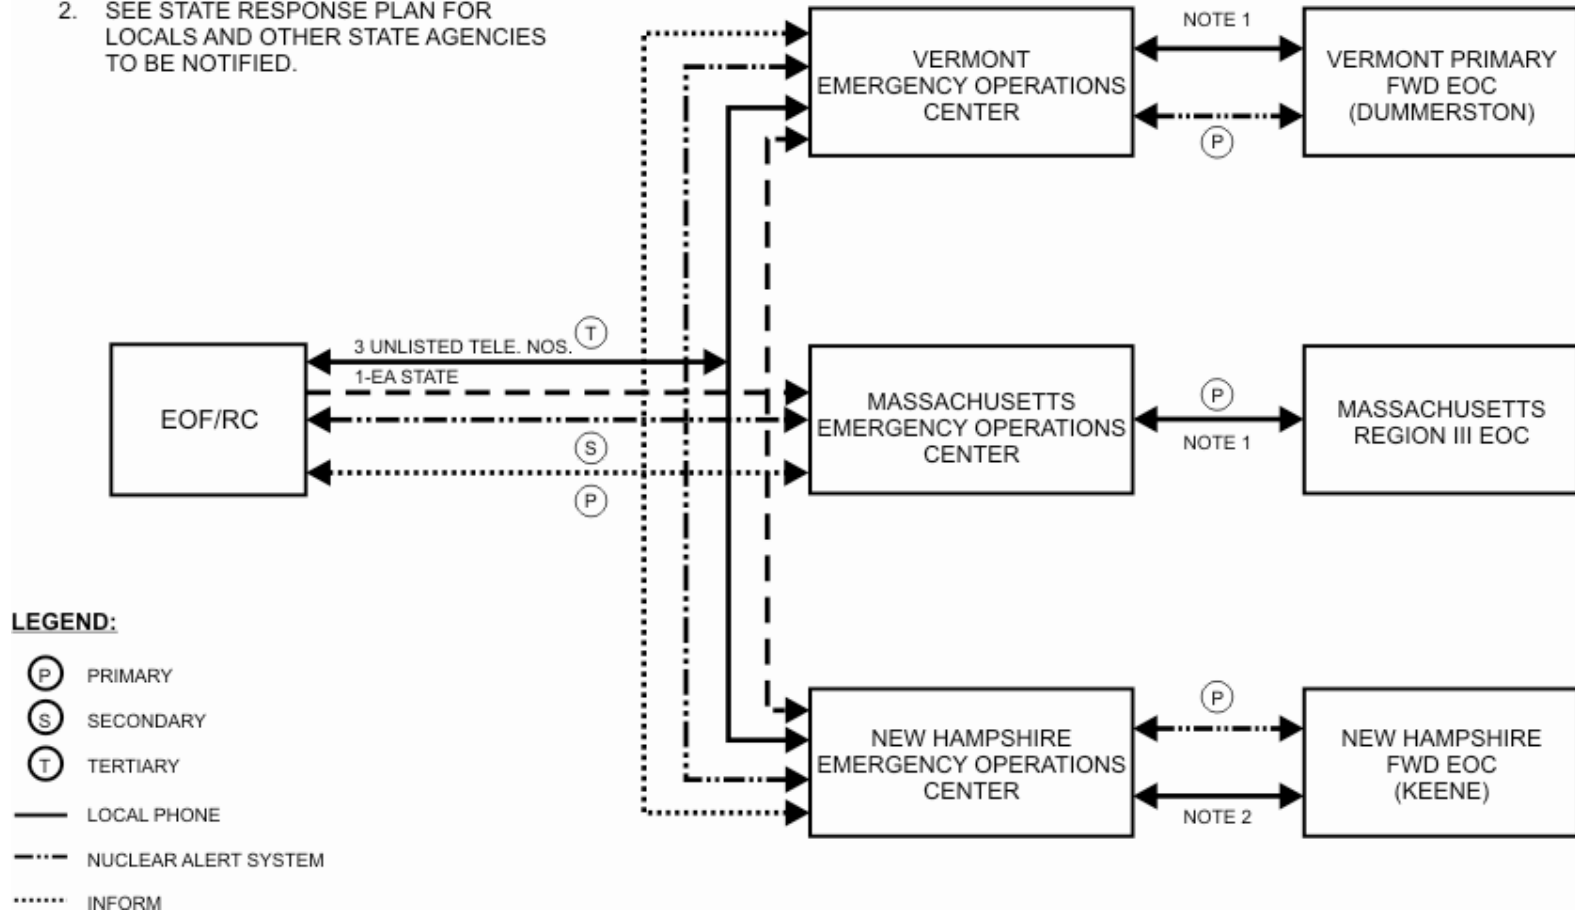 2. SEE STATE RESPONSE PLAN FOR
LOCALS AND OTHER STATE AGENCIES
TO BE NOTIFIED.
VERMONT
EMERGENCY OPERATIONS
CENTER
NOTE 1
P
VERMONT PRIMARY
FWD EOC
(DUMMERSTON)
EOF/RC
3 UNLISTED TELE. NOS.
T
1-EA STATE
S
P
MASSACHUSETTS
EMERGENCY OPERATIONS
CENTER
P
NOTE 1
MASSACHUSETTS
REGION III EOC
NEW HAMPSHIRE
EMERGENCY OPERATIONS
CENTER
P
NOTE 2
NEW HAMPSHIRE
FWD EOC
(KEENE)
LEGEND:
P PRIMARY
S SECONDARY
T TERTIARY
LOCAL PHONE
NUCLEAR ALERT SYSTEM
INFORM